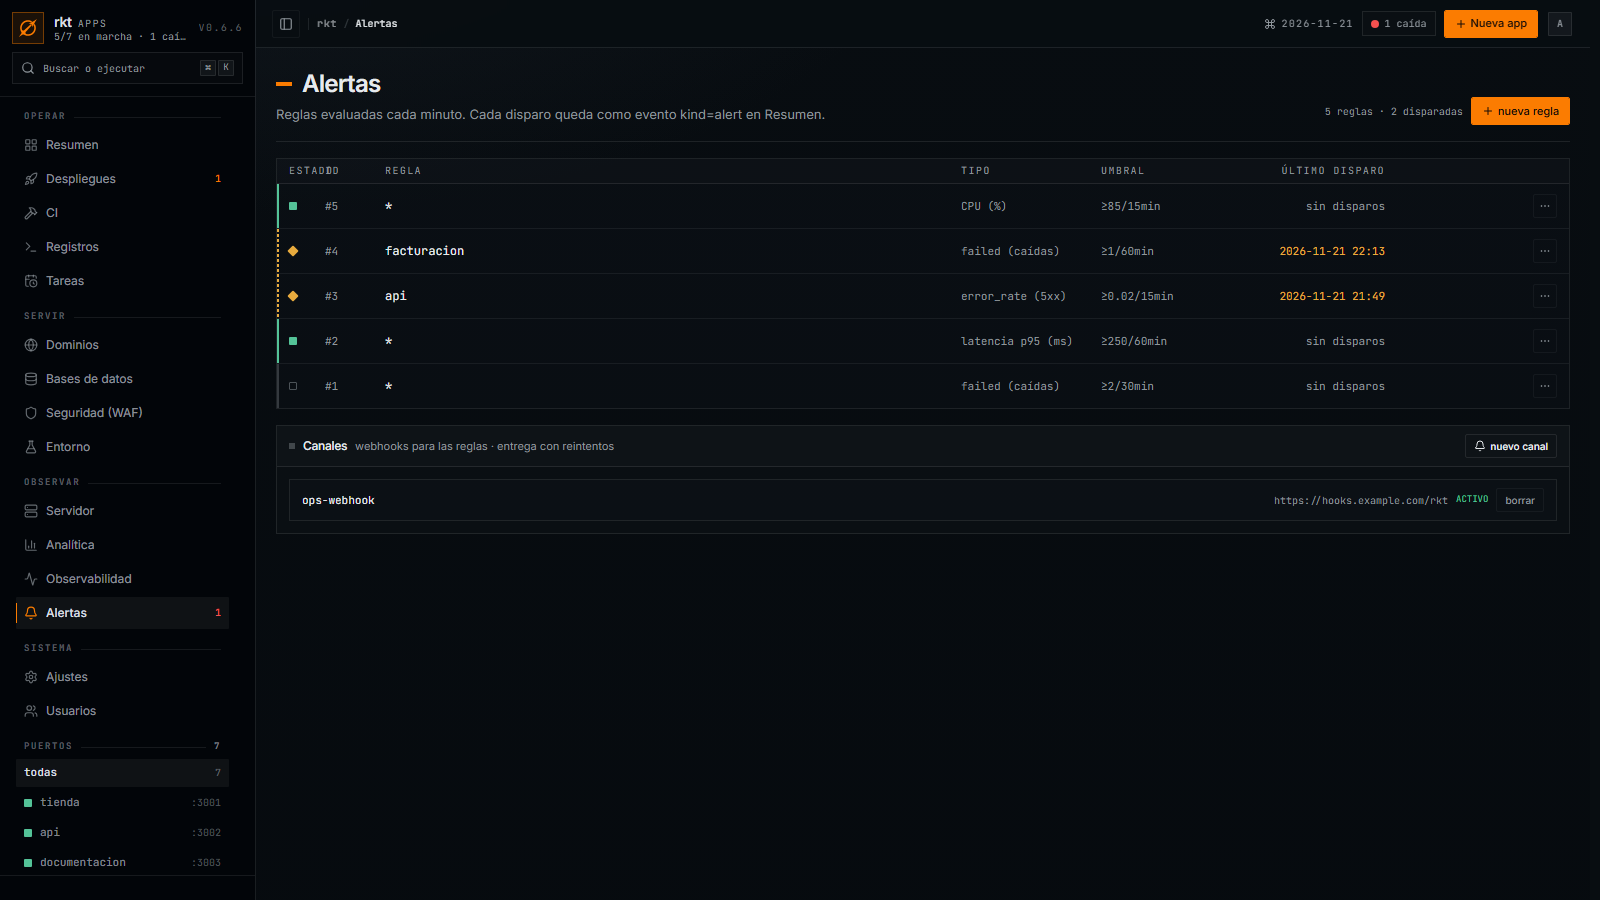 rkt APPS
5/7 en marcha · 1 caí…
V0.6.6
Buscar o ejecutar ⌘ K
OPERAR
Resumen
Despliegues 1
CI
Registros
Tareas
SERVIR
Dominios
Bases de datos
Seguridad (WAF)
Entorno
OBSERVAR
Servidor
Analítica
Observabilidad
Alertas 1
SISTEMA
Ajustes
Usuarios
PUERTOS 7
todas 7
tienda :3001
api :3002
documentacion :3003
rkt / Alertas
⌘ 2026-11-21
1 caída
+ Nueva app
A
Alertas
Reglas evaluadas cada minuto. Cada disparo queda como evento kind=alert en Resumen.
5 reglas · 2 disparadas
+ nueva regla
ESTADO ID REGLA TIPO UMBRAL ÚLTIMO DISPARO
#5 * CPU (%) ≥85/15min sin disparos ...
#4 facturacion failed (caídas) ≥1/60min 2026-11-21 22:13 ...
#3 api error_rate (5xx) ≥0.02/15min 2026-11-21 21:49 ...
#2 * latencia p95 (ms) ≥250/60min sin disparos ...
#1 * failed (caídas) ≥2/30min sin disparos ...
Canales webhooks para las reglas · entrega con reintentos
nuevo canal
ops-webhook https://hooks.example.com/rkt ACTIVO borrar